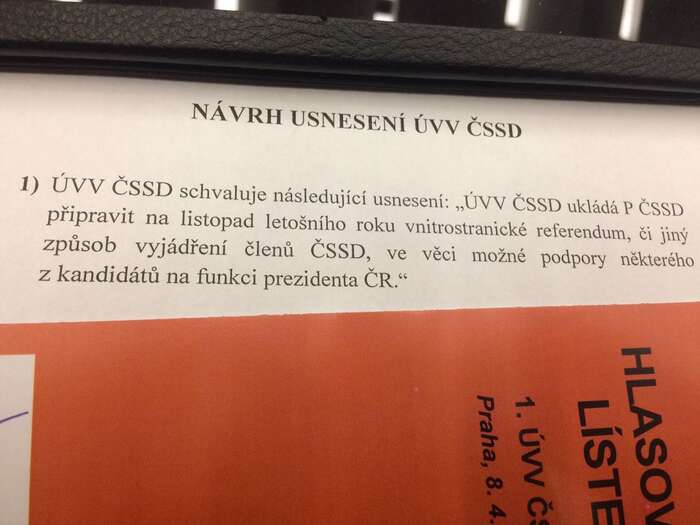 NÁVRH USNESENÍ ÚVV ČSSD
1) ÚVV ČSSD schvaluje následující usnesení: „ÚVV ČSSD ukládá P ČSSD
připravit na listopad letošního roku vnitrostranické referendum, či jiný
způsob vyjádření členů ČSSD, ve věci možné podpory některého
z kandidátů na funkci prezidenta ČR.“
1. ÚVV
Praha, 8. 4.